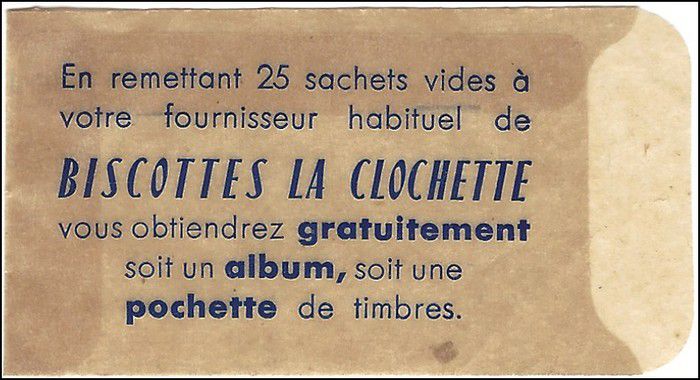 En remettant 25 sachets vides à
votre fournisseur habituel de
BISCOTTES LA CLOCHETTE
vous obtiendrez gratuitement
soit un album, soit une
pochette de timbres.